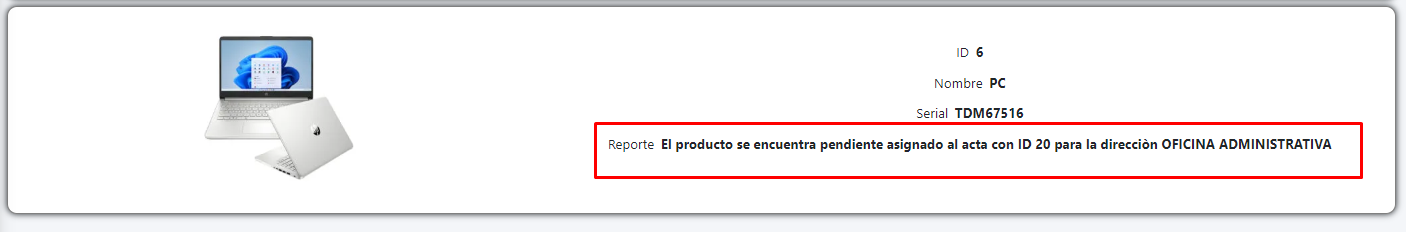 ID 6
Nombre PC
Serial TDM67516
Reporte El producto se encuentra pendiente asignado al acta con ID 20 para la direcciòn OFICINA ADMINISTRATIVA